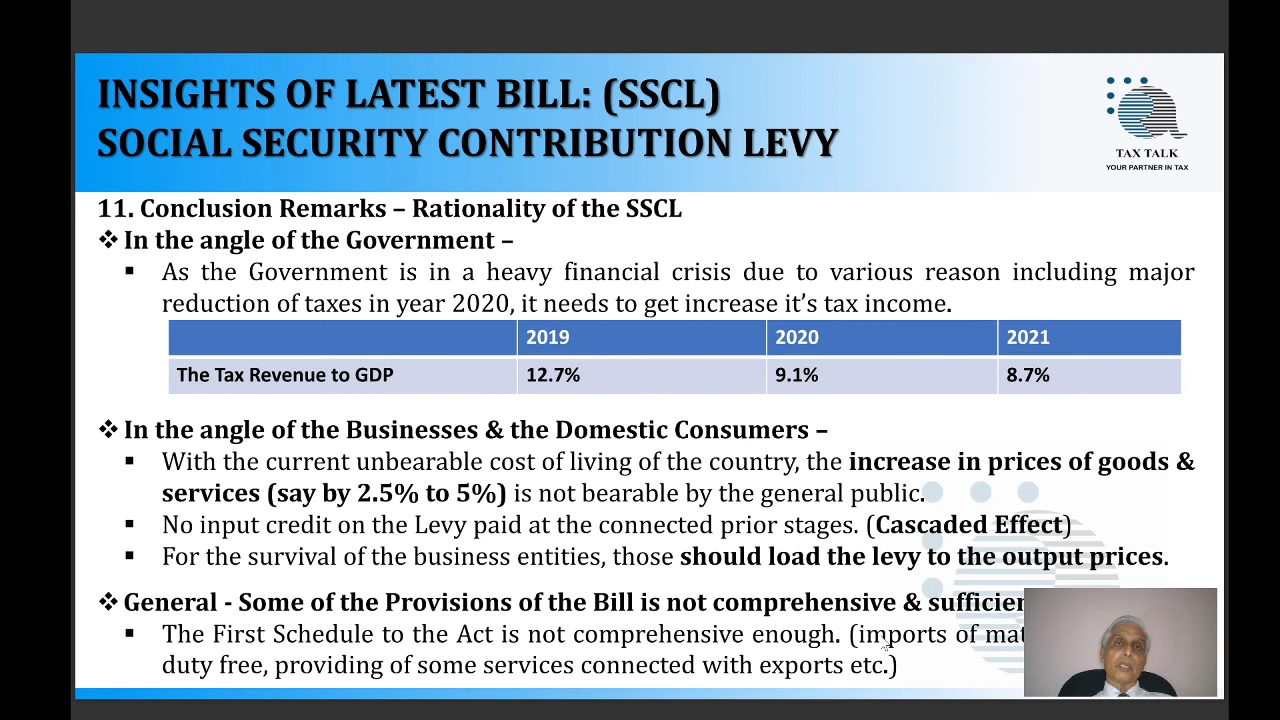 INSIGHTS OF LATEST BILL: (SSCL)
SOCIAL SECURITY CONTRIBUTION LEVY
TAX TALK
YOUR PARTNER IN TAX
11. Conclusion Remarks – Rationality of the SSCL
❖ In the angle of the Government –
▪ As the Government is in a heavy financial crisis due to various reason including major
reduction of taxes in year 2020, it needs to get increase it’s tax income.
2019 2020 2021
The Tax Revenue to GDP 12.7% 9.1% 8.7%
❖ In the angle of the Businesses & the Domestic Consumers –
▪ With the current unbearable cost of living of the country, the increase in prices of goods &
services (say by 2.5% to 5%) is not bearable by the general public.
▪ No input credit on the Levy paid at the connected prior stages. (Cascaded Effect)
▪ For the survival of the business entities, those should load the levy to the output prices.
❖ General - Some of the Provisions of the Bill is not comprehensive &
▪ The First Schedule to the Act is not comprehensive enough. (imports of
duty free, providing of some services connected with exports etc.)